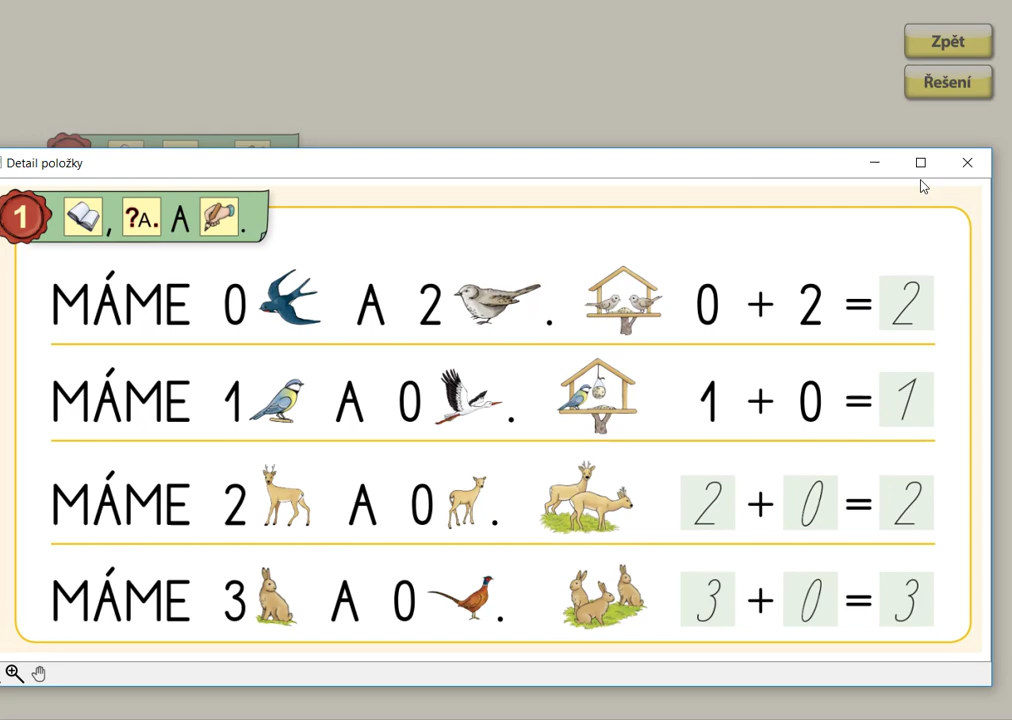 Zpět
Řešení
Detail položky
1 , ?A. A .
MÁME 0 A 2 . 0 + 2 = 2
MÁME 1 A 0 . 1 + 0 = 1
MÁME 2 A 0 . 2 + 0 = 2
MÁME 3 A 0 . 3 + 0 = 3